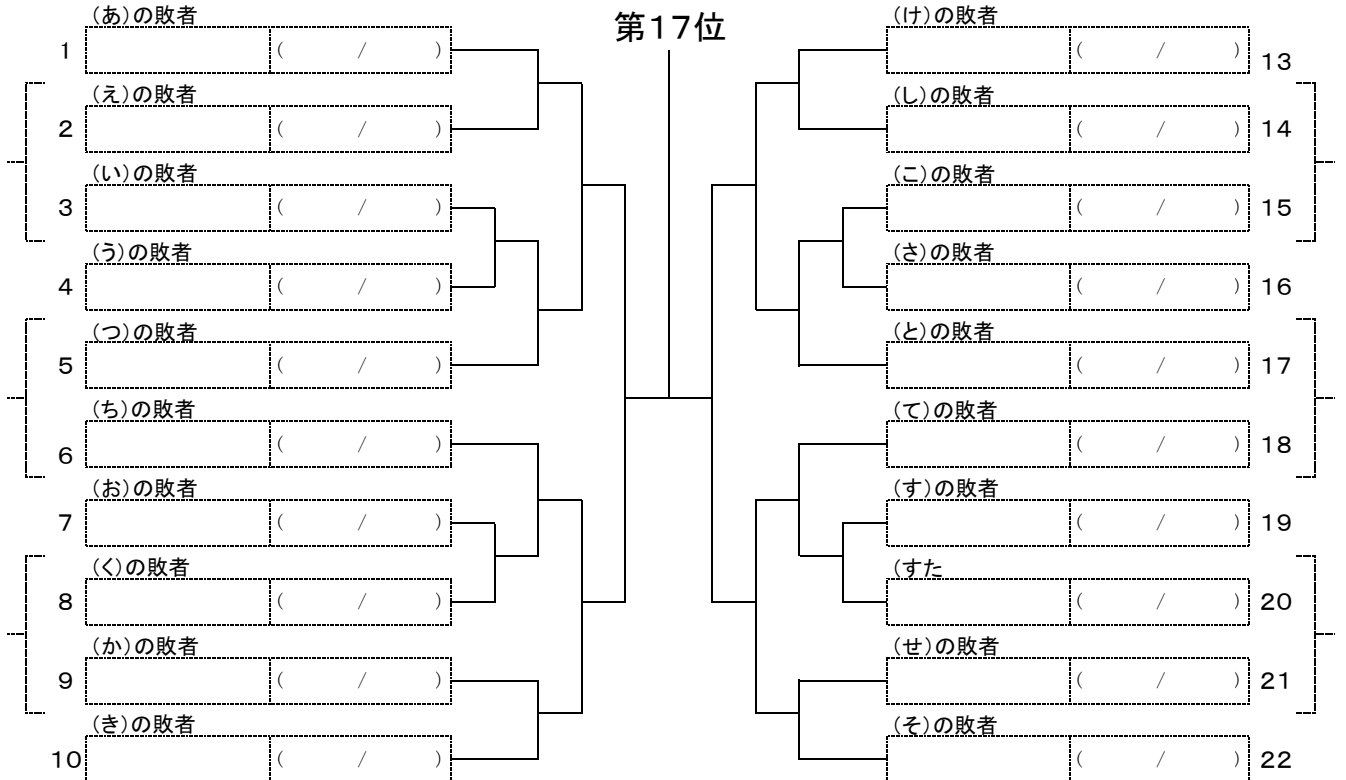 第17位
(あ)の敗者
1 ( / )
(え)の敗者
2 ( / )
(い)の敗者
3 ( / )
(う)の敗者
4 ( / )
(つ)の敗者
5 ( / )
(ち)の敗者
6 ( / )
(お)の敗者
7 ( / )
(く)の敗者
8 ( / )
(か)の敗者
9 ( / )
(き)の敗者
10 ( / )
(け)の敗者
( / ) 13
(し)の敗者
( / ) 14
(こ)の敗者
( / ) 15
(さ)の敗者
( / ) 16
(と)の敗者
( / ) 17
(て)の敗者
( / ) 18
(す)の敗者
( / ) 19
(すた
( / ) 20
(せ)の敗者
( / ) 21
(そ)の敗者
( / ) 22